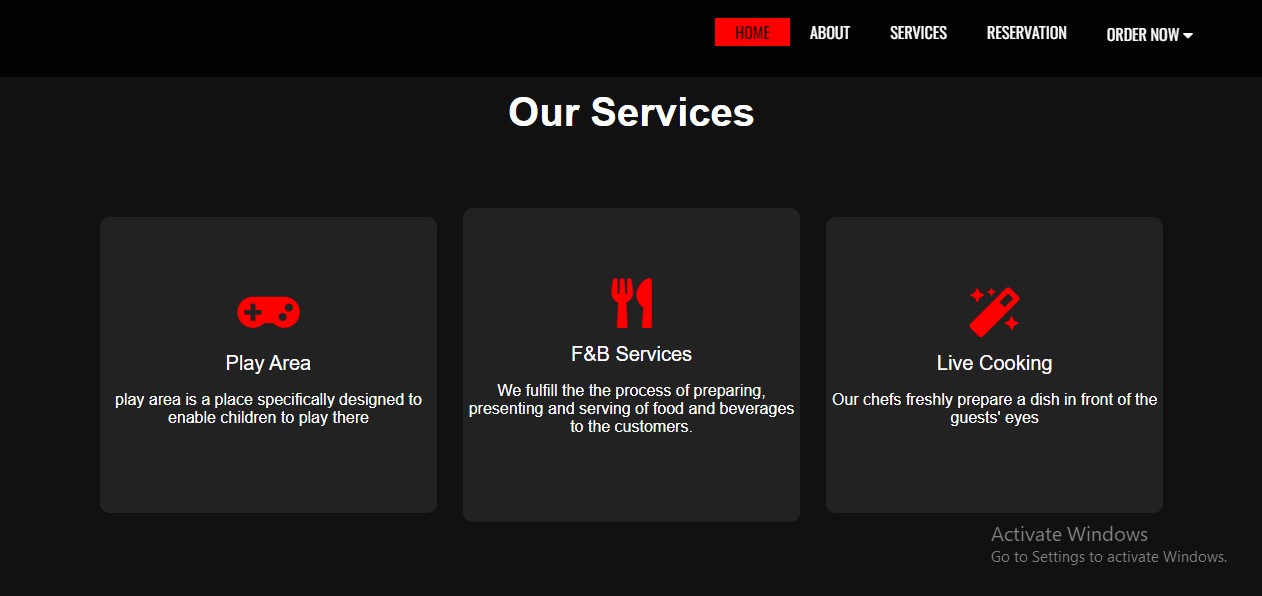 HOME ABOUT SERVICES RESERVATION ORDER NOW
Our Services
Play Area
play area is a place specifically designed to
enable children to play there
F&B Services
We fulfill the the process of preparing,
presenting and serving of food and beverages
to the customers.
Live Cooking
Our chefs freshly prepare a dish in front of the
guests' eyes
Activate Windows
Go to Settings to activate Windows.